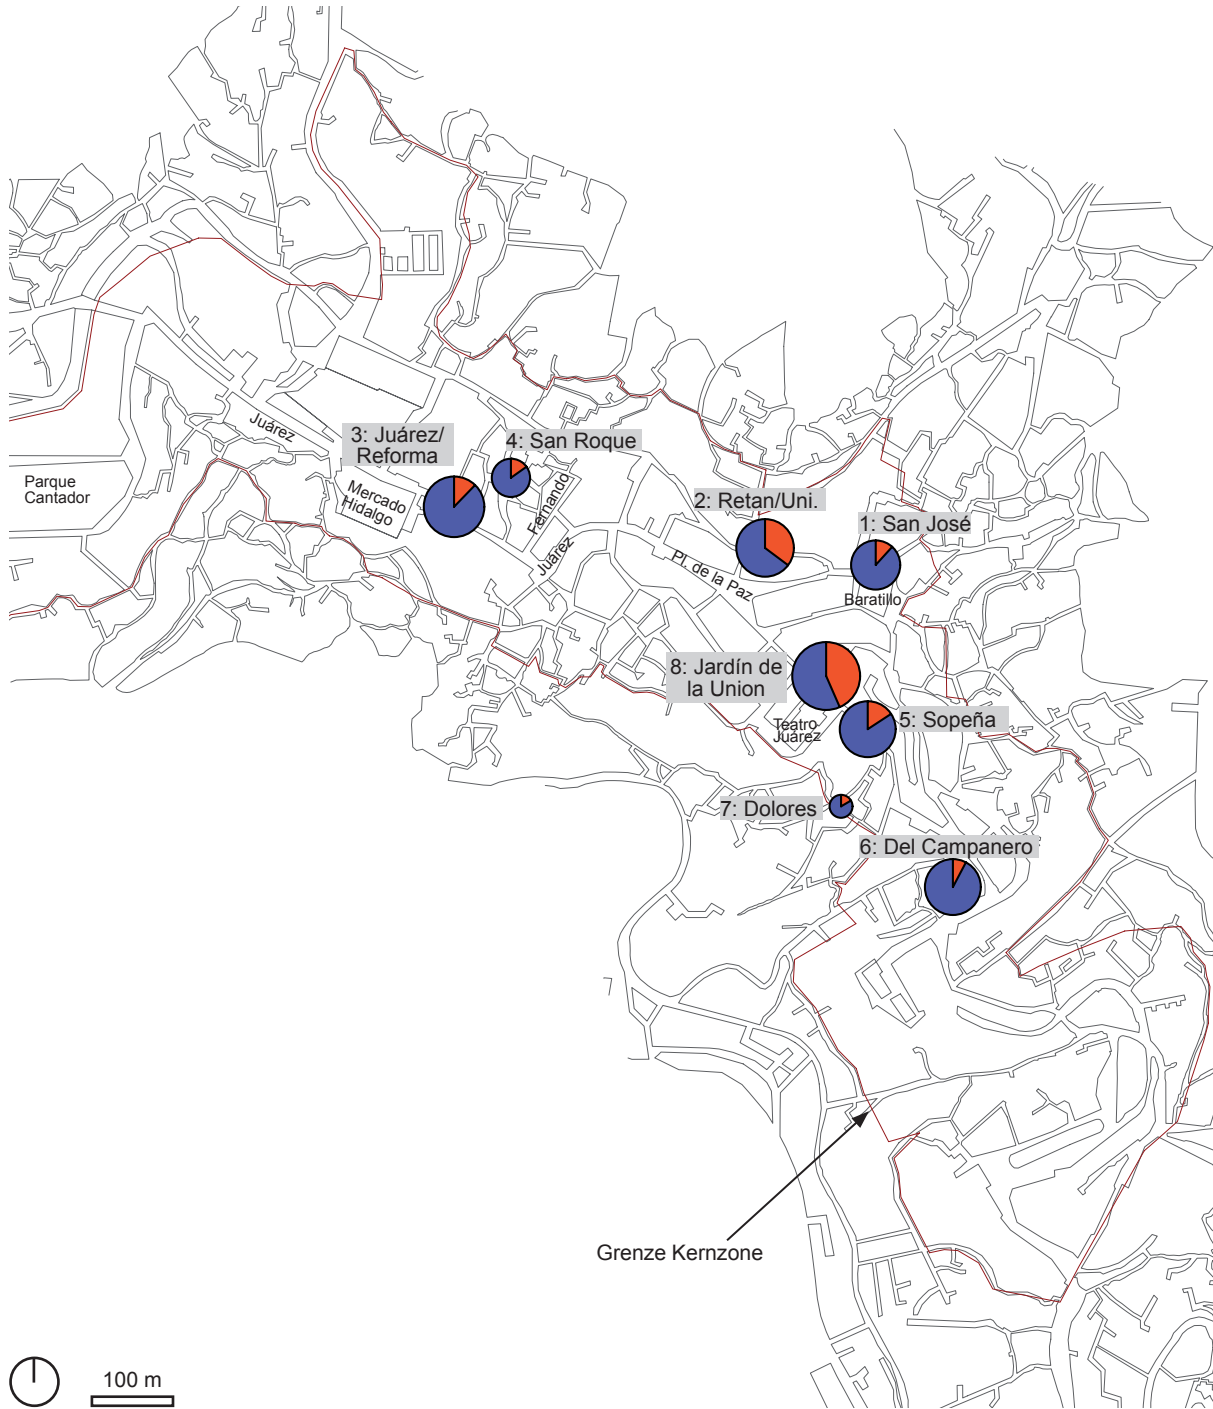 Juárez
3: Juárez/
Reforma
4: San Roque
Parque
Cantador
Mercado
Hidalgo
Fernando
Juárez
2: Retan/Uni.
1: San José
Pl. de la Paz
Baratillo
8: Jardín de
la Union
Teatro
Juárez
5: Sopeña
7: Dolores
6: Del Campanero
Grenze Kernzone
100 m